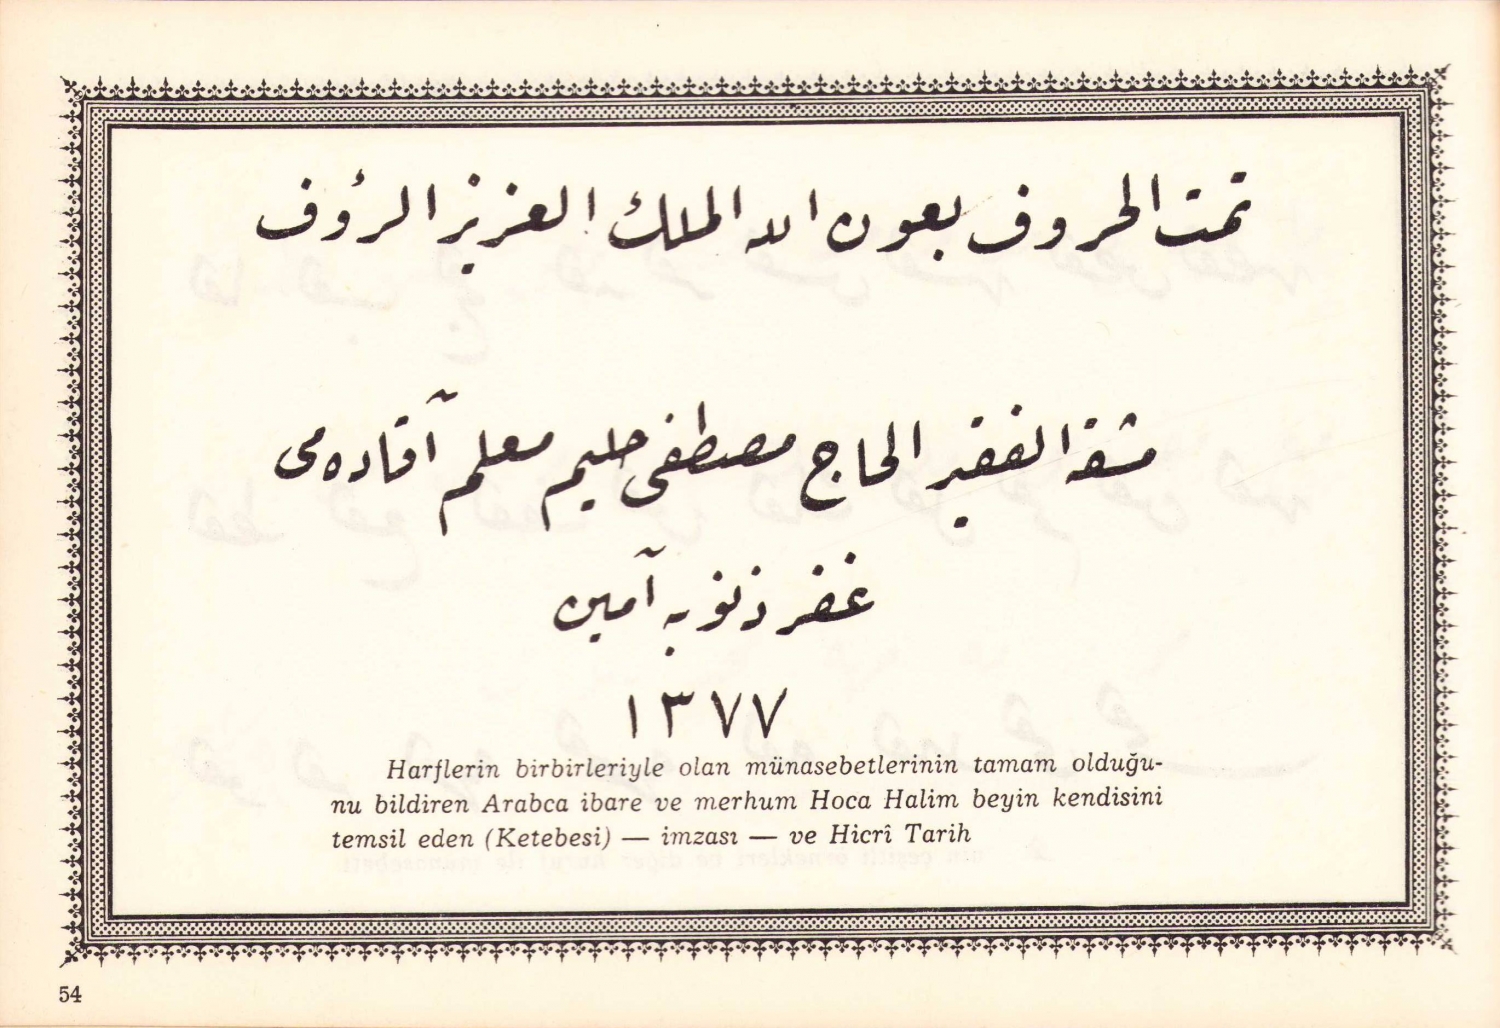 تمت الحروف بعون الله الملك العزيز الرؤف
مشقه الفقير الحاج مصطفى حليم معلم آقاده مى
غفر ذنوبه آمين
١٣٧٧
Harflerin birbirleriyle olan münasebetlerinin tamam olduğu-
nu bildiren Arabca ibare ve merhum Hoca Halim beyin kendisini
temsil eden (Ketebesi) — imzası — ve Hicrî Tarih
54